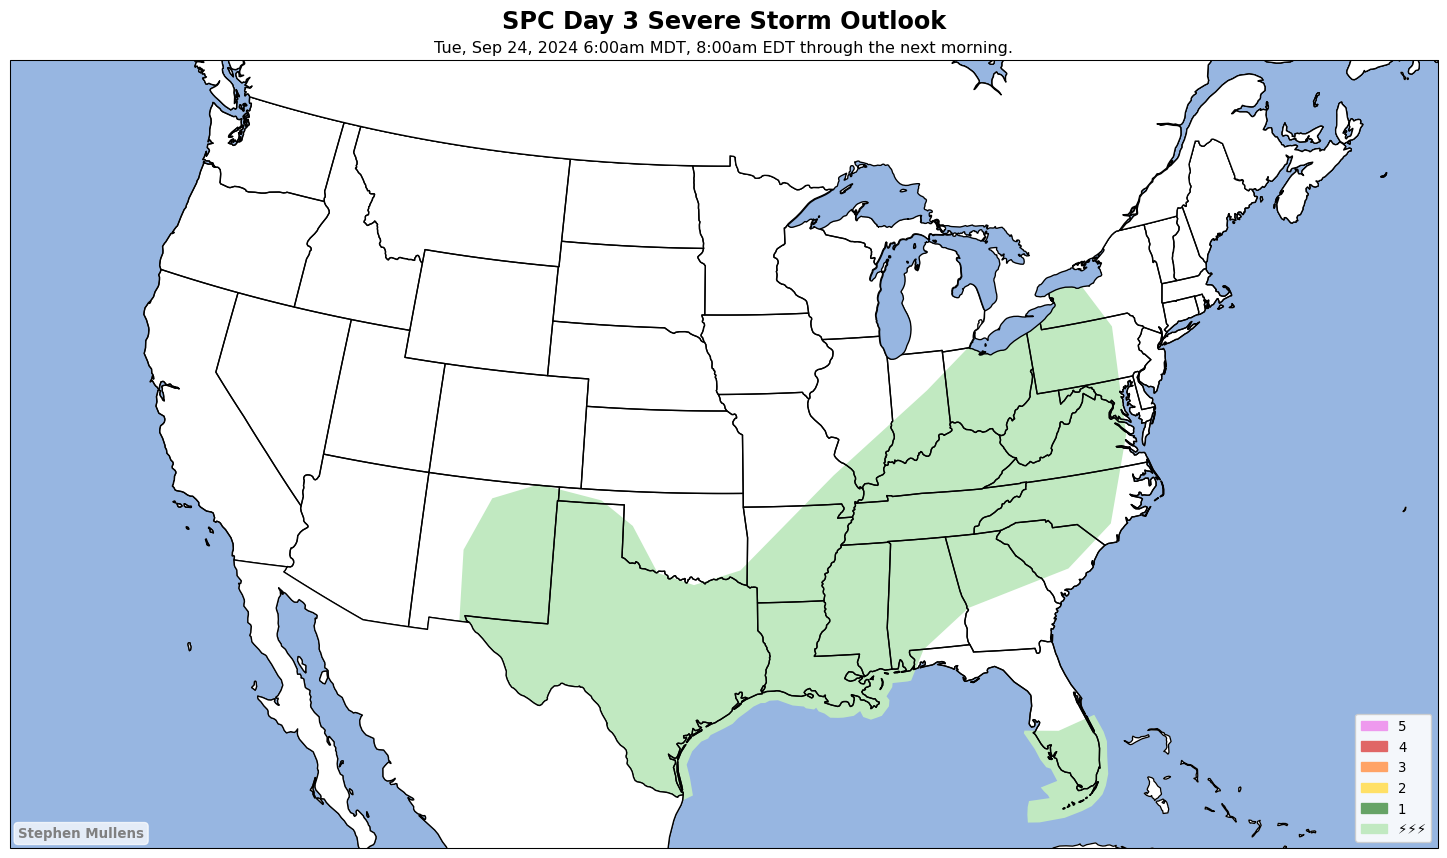 SPC Day 3 Severe Storm Outlook
Tue, Sep 24, 2024 6:00am MDT, 8:00am EDT through the next morning.
5
4
3
2
1
⚡⚡⚡
Stephen Mullens